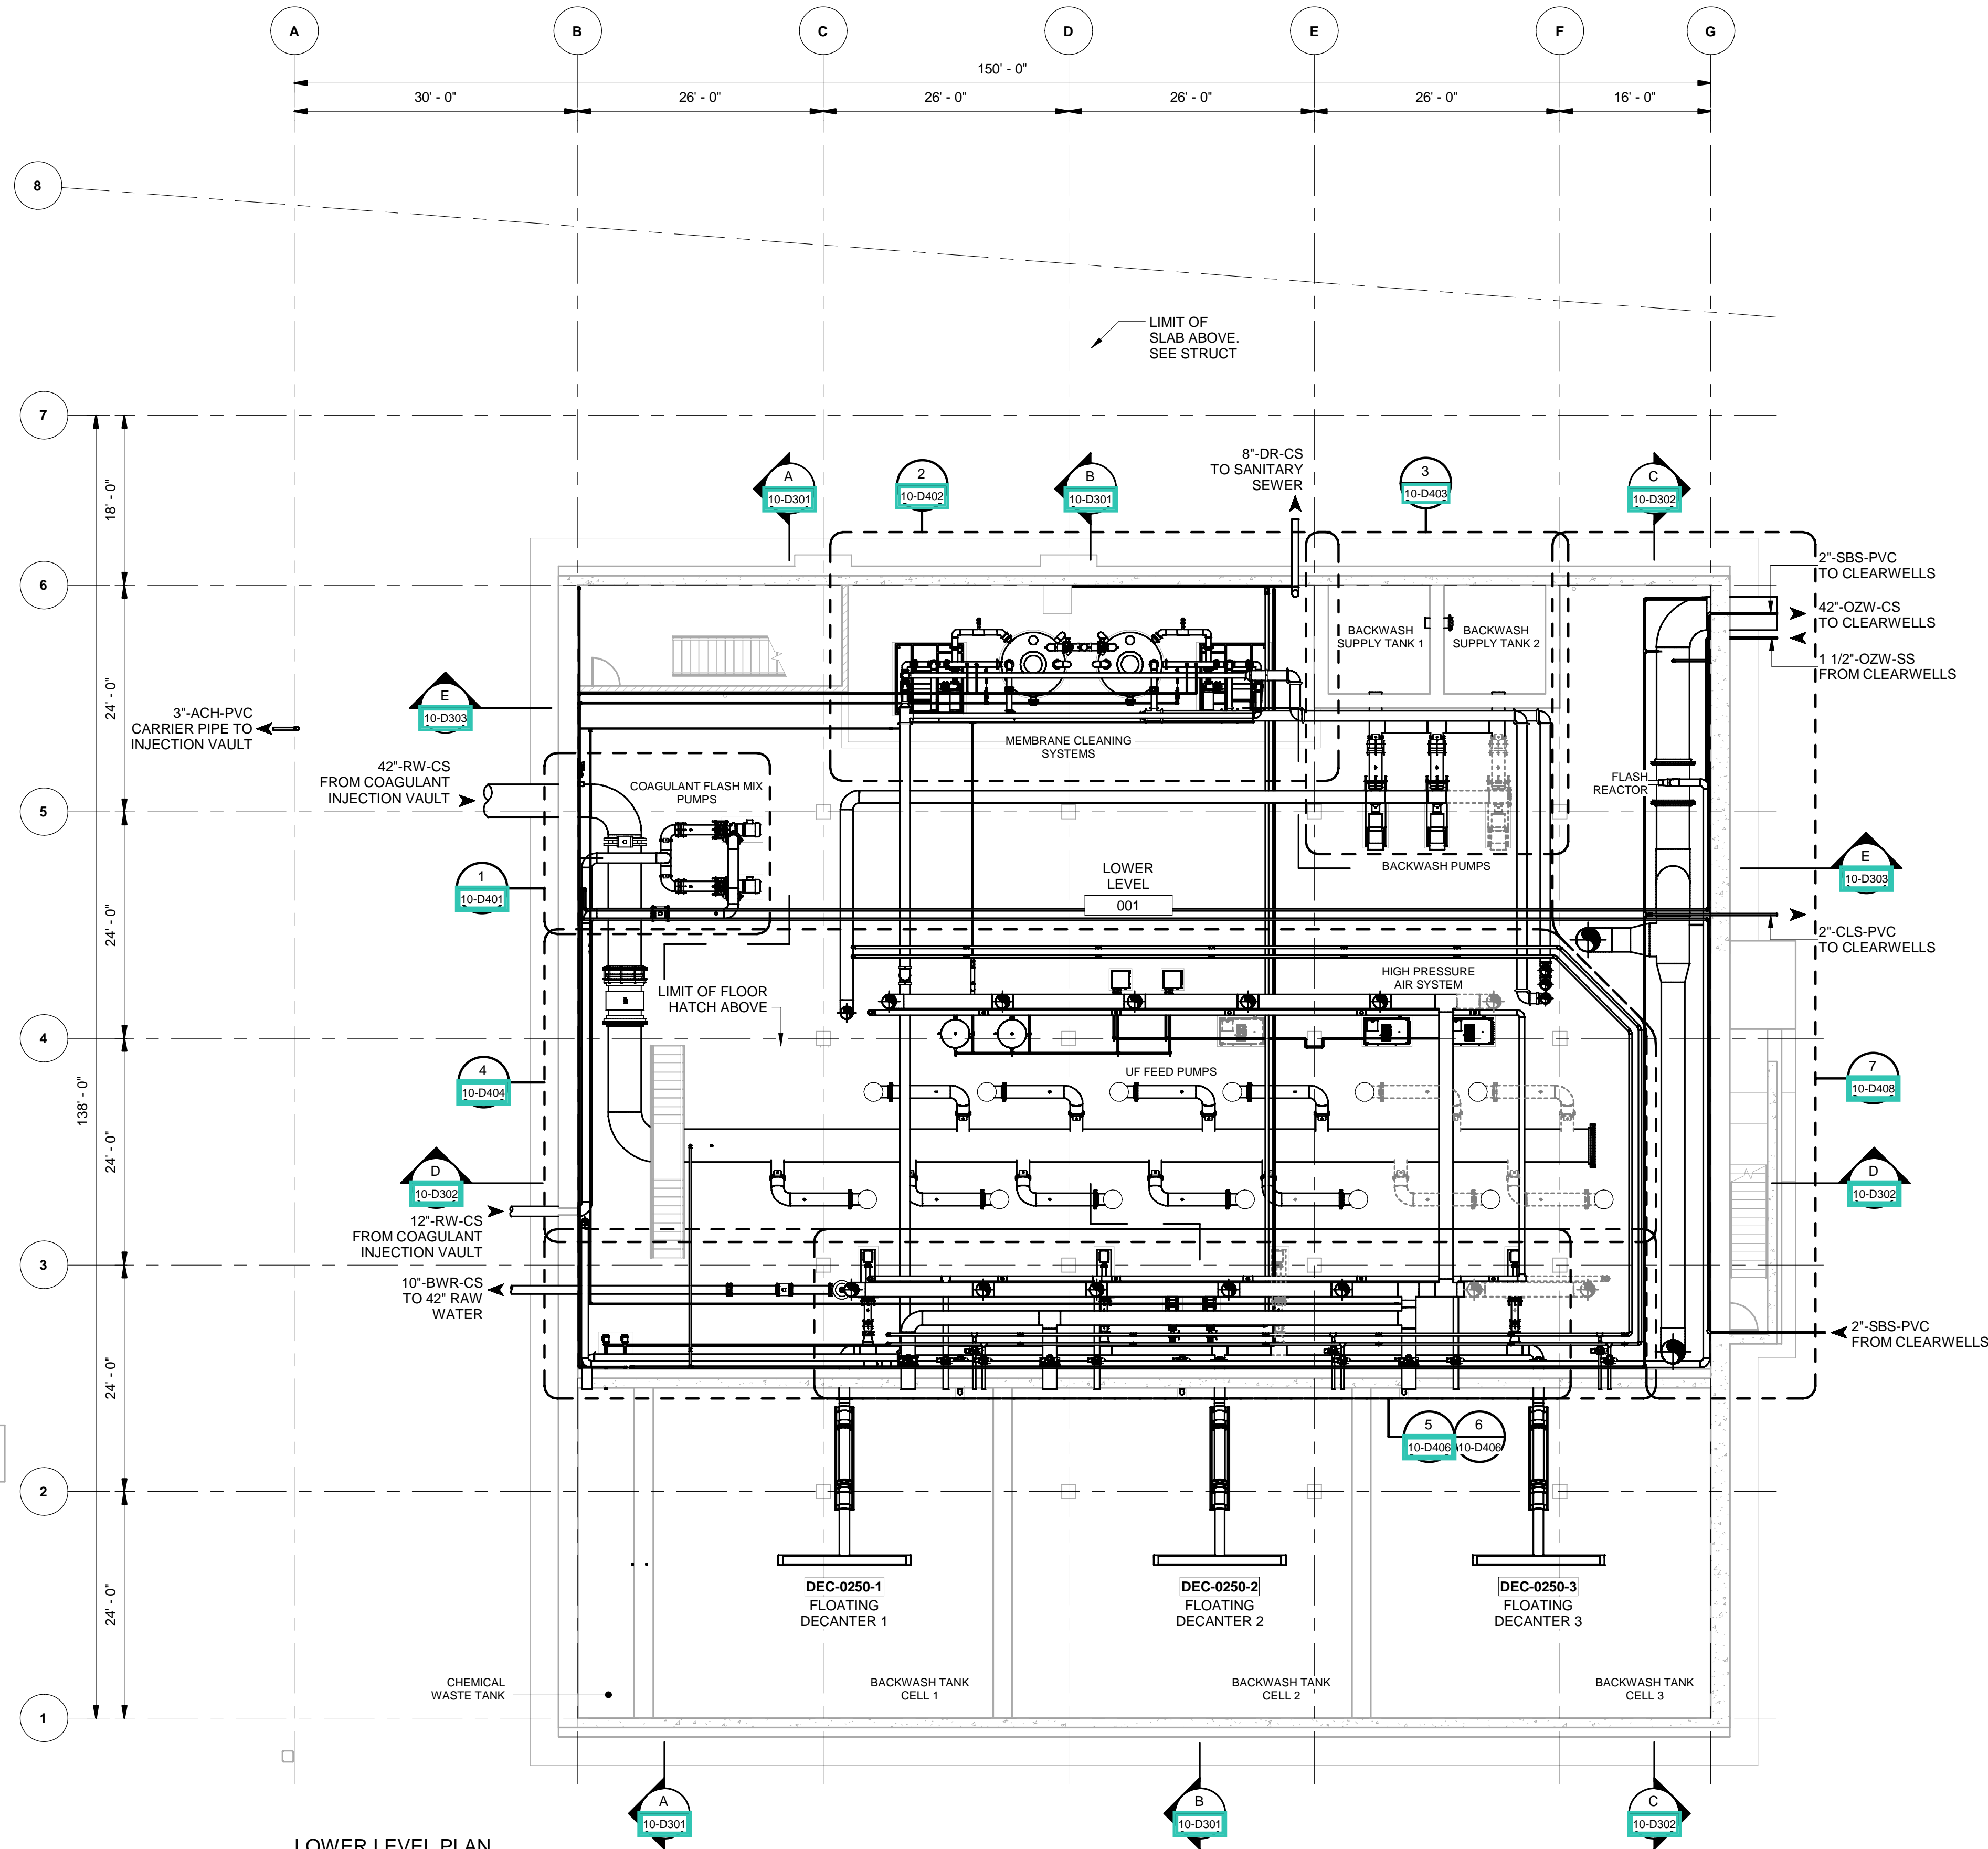 A
B
C
D
E
F
G
150' - 0"
30' - 0"
26' - 0"
26' - 0"
26' - 0"
26' - 0"
16' - 0"
8
LIMIT OF
SLAB ABOVE.
SEE STRUCT
7
18' - 0"
A
10-D301
2
10-D402
B
10-D301
8"-DR-CS
TO SANITARY
SEWER
3
10-D403
C
10-D302
6
2"-SBS-PVC
TO CLEARWELLS
42"-OZW-CS
TO CLEARWELLS
1 1/2"-OZW-SS
FROM CLEARWELLS
BACKWASH
SUPPLY TANK 1
BACKWASH
SUPPLY TANK 2
24' - 0"
E
10-D303
3"-ACH-PVC
CARRIER PIPE TO
INJECTION VAULT
MEMBRANE CLEANING
SYSTEMS
42"-RW-CS
FROM COAGULANT
INJECTION VAULT
COAGULANT FLASH MIX
PUMPS
FLASH
REACTOR
5
BACKWASH PUMPS
LOWER
LEVEL
001
1
10-D401
E
10-D303
24' - 0"
2"-CLS-PVC
TO CLEARWELLS
HIGH PRESSURE
AIR SYSTEM
LIMIT OF FLOOR
HATCH ABOVE
4
UF FEED PUMPS
4
10-D404
7
10-D408
138' - 0"
24' - 0"
D
10-D302
D
10-D302
12"-RW-CS
FROM COAGULANT
INJECTION VAULT
3
10"-BWR-CS
TO 42" RAW
WATER
2"-SBS-PVC
FROM CLEARWELLS
24' - 0"
5
10-D406
6
10-D406
2
24' - 0"
DEC-0250-1
FLOATING
DECANTER 1
DEC-0250-2
FLOATING
DECANTER 2
DEC-0250-3
FLOATING
DECANTER 3
CHEMICAL
WASTE TANK
BACKWASH TANK
CELL 1
BACKWASH TANK
CELL 2
BACKWASH TANK
CELL 3
1
A
10-D301
B
10-D301
C
10-D302
LOWER LEVEL PLAN